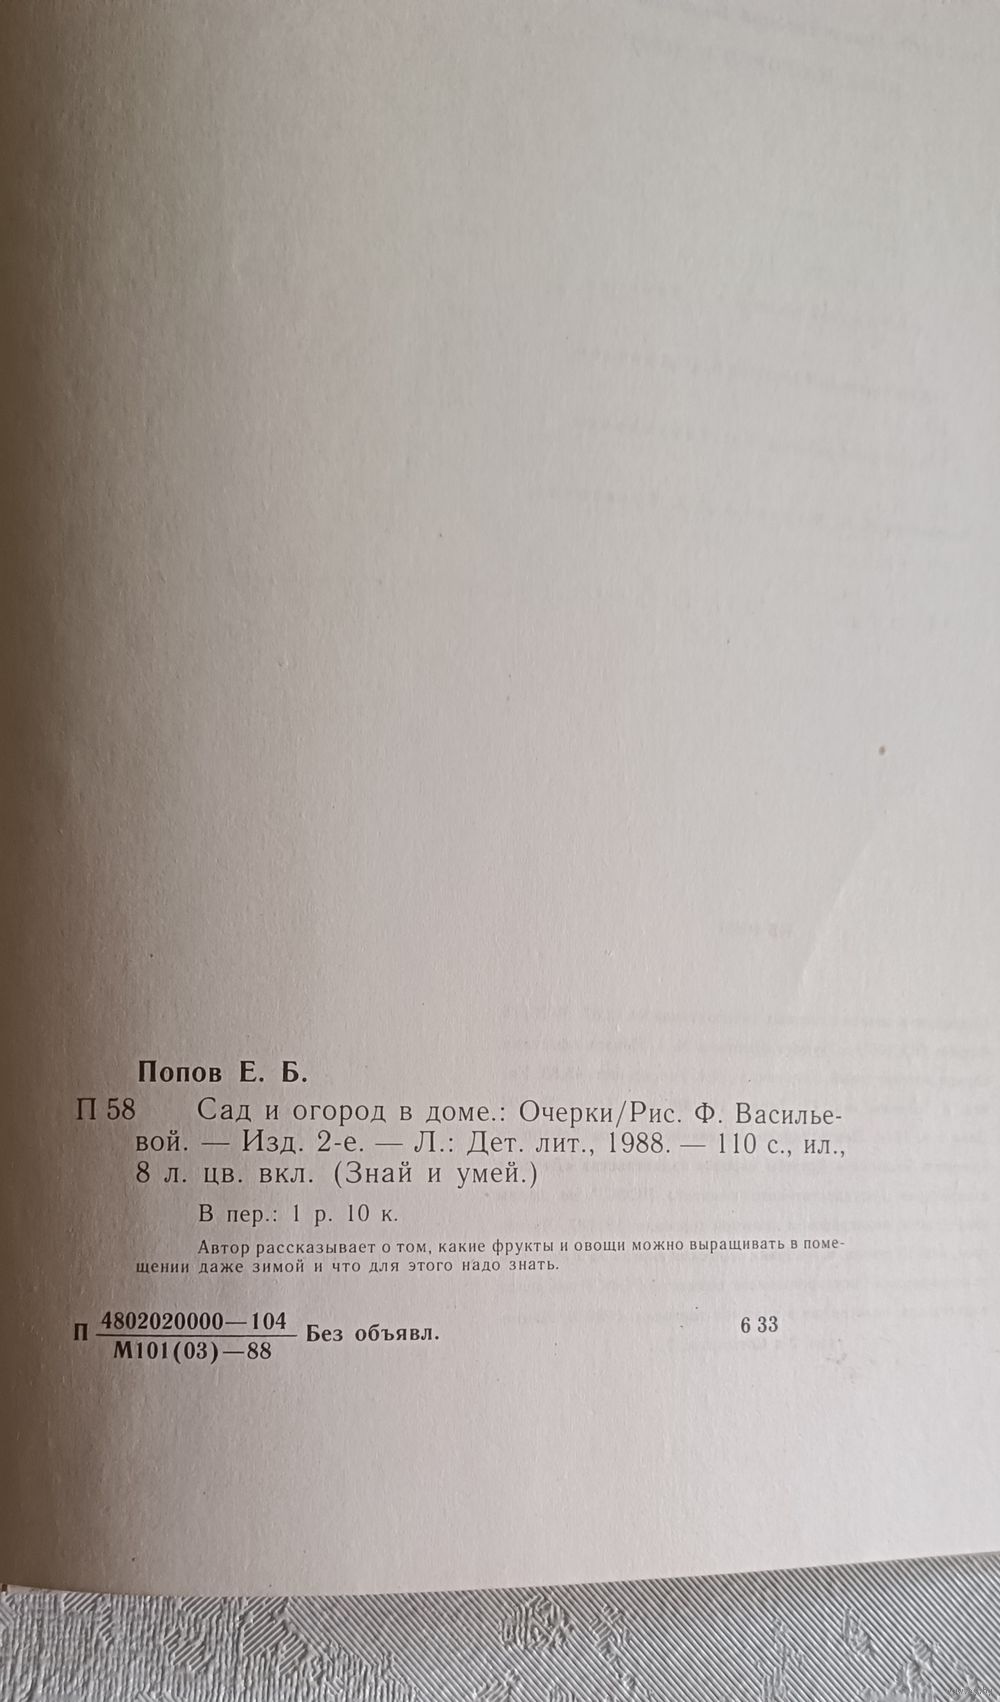 Попов Е. Б.
П 58 Сад и огород в доме.: Очерки/Рис. Ф. Василье-
вой. — Изд. 2-е. — Л.: Дет. лит., 1988. — 110 с., ил.,
8 л. цв. вкл. (Знай и умей.)
В пер.: 1 р. 10 к.
Автор рассказывает о том, какие фрукты и овощи можно выращивать в поме-
щении даже зимой и что для этого надо знать.
П 4802020000—104
М101(03)—88 Без объявл. 6 33